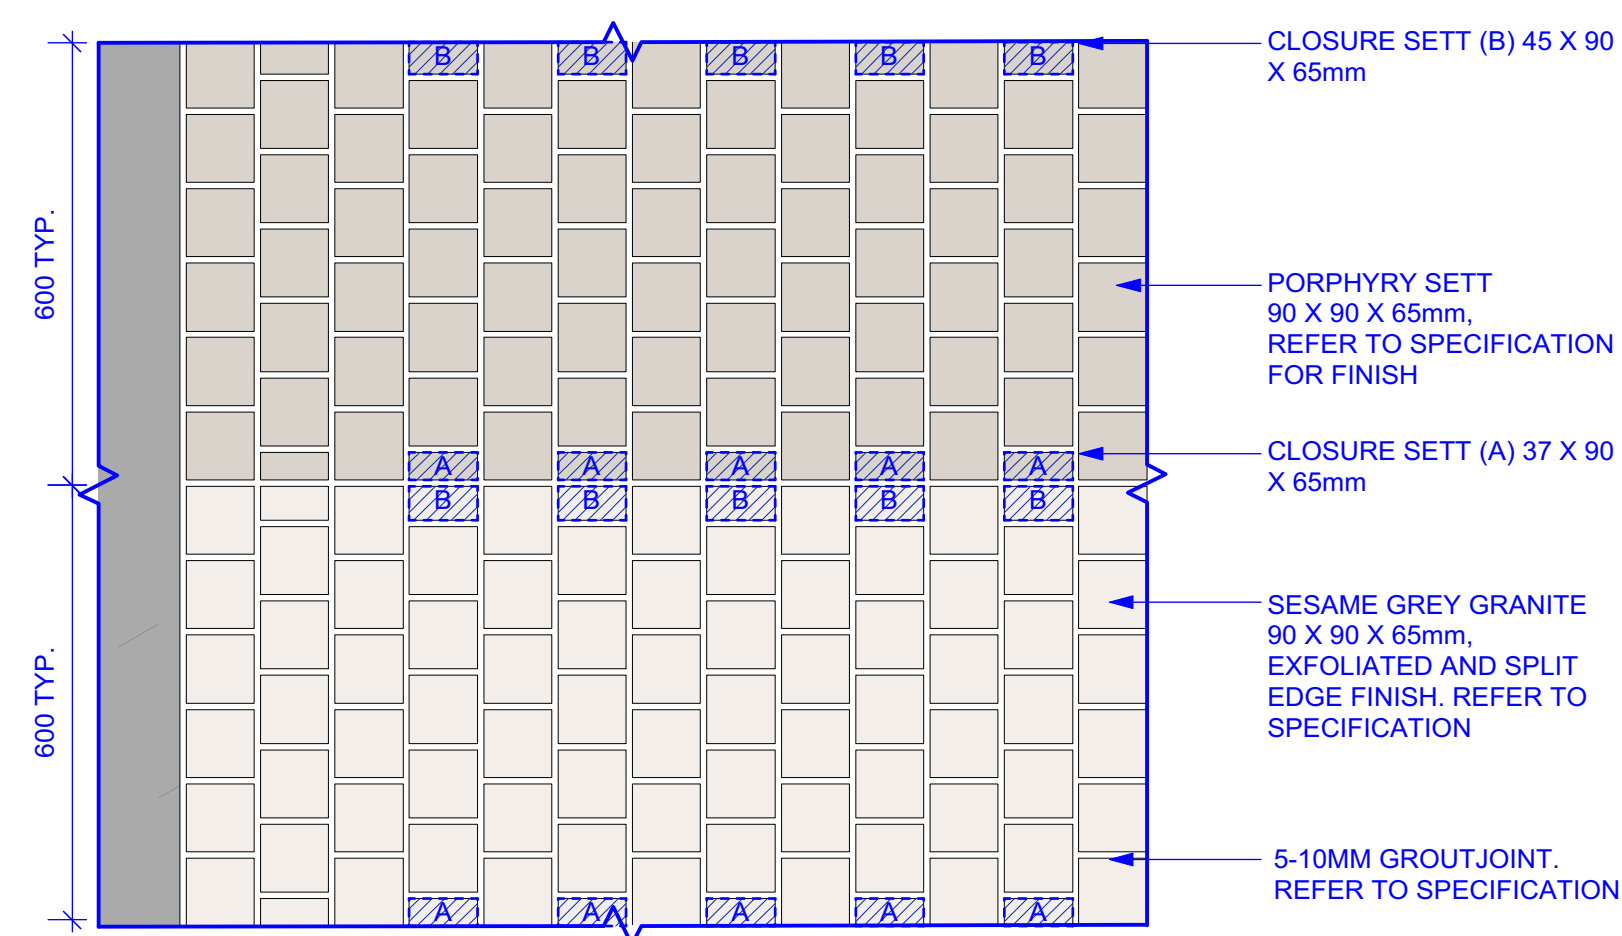 CLOSURE SETT (B) 45 X 90
X 65mm
B B B B B
600 TYP.
PORPHYRY SETT
90 X 90 X 65mm,
REFER TO SPECIFICATION
FOR FINISH
CLOSURE SETT (A) 37 X 90
X 65mm
A A A A A
B B B B B
600 TYP.
SESAME GREY GRANITE
90 X 90 X 65mm,
EXFOLIATED AND SPLIT
EDGE FINISH. REFER TO
SPECIFICATION
5-10MM GROUTJOINT.
REFER TO SPECIFICATION
A A A A A